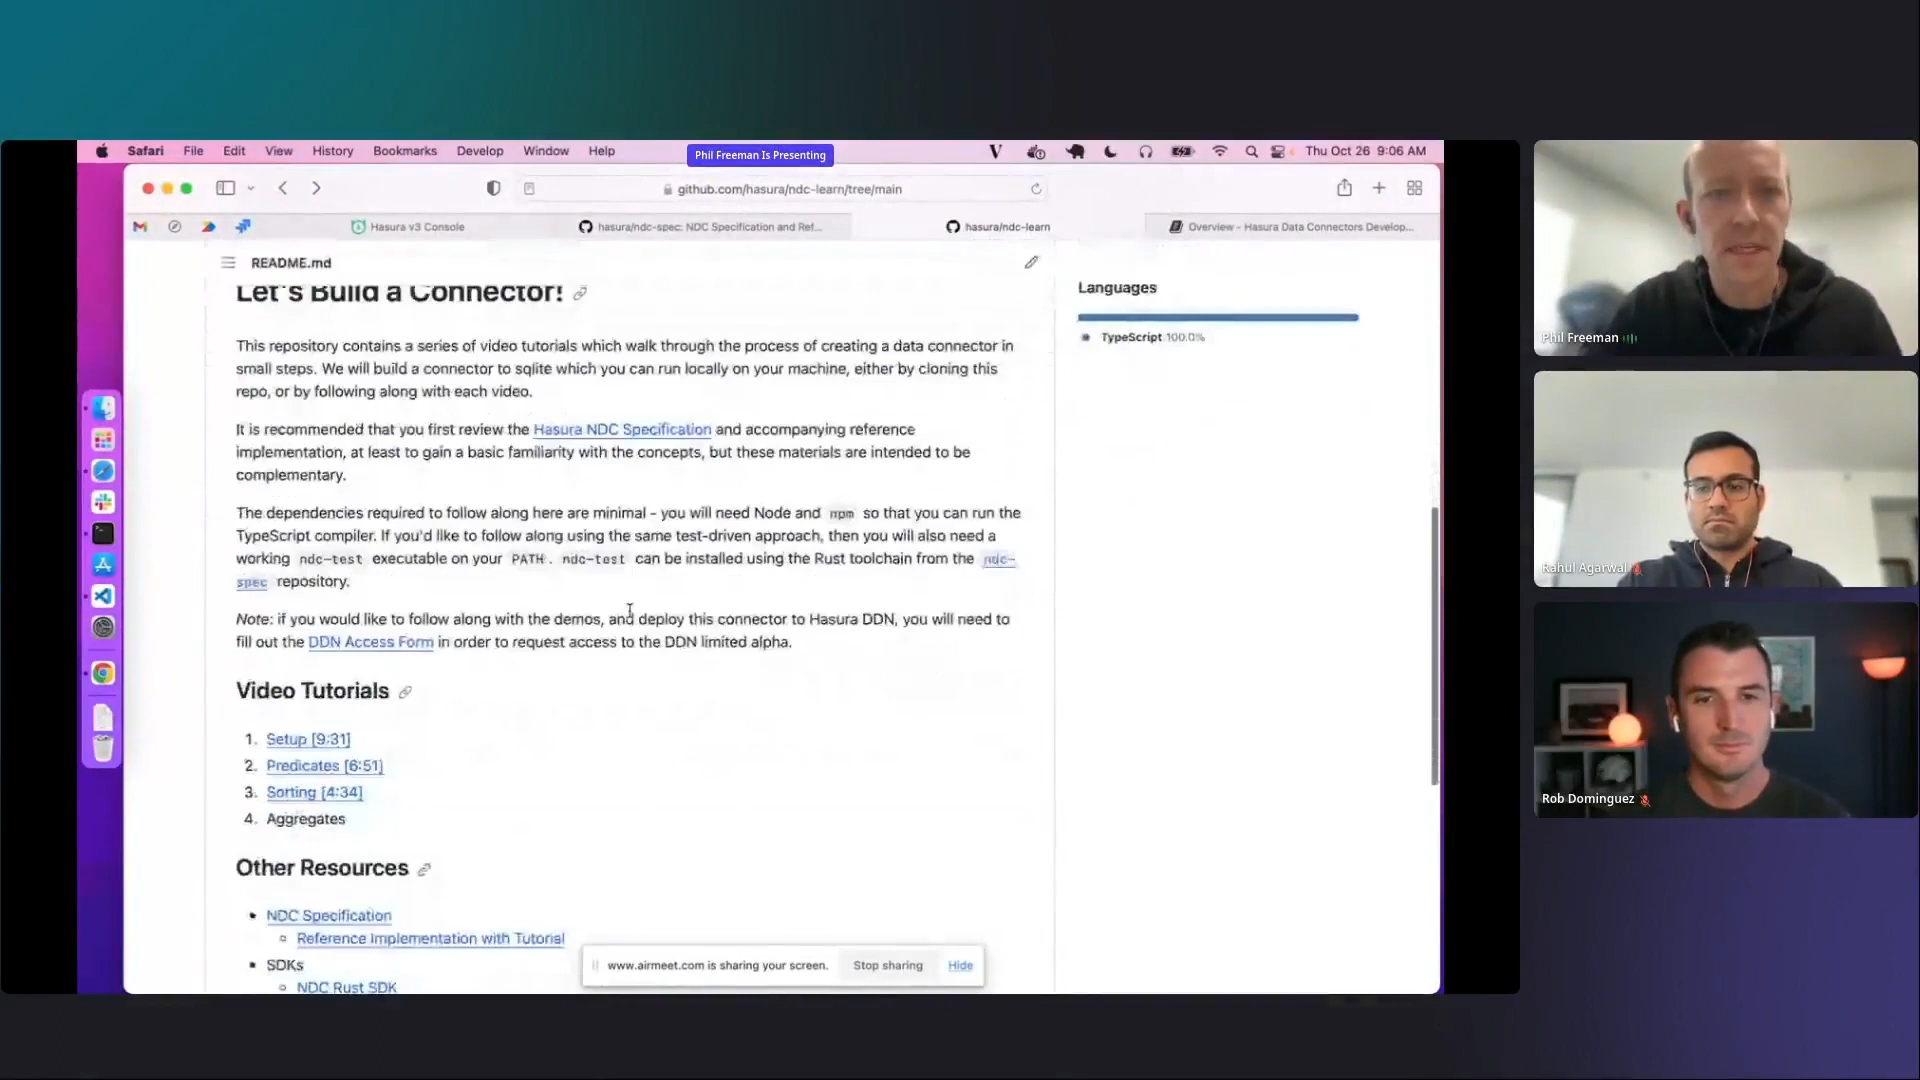 Safari File Edit View History Bookmarks Develop Window Help
Phil Freeman Is Presenting
Thu Oct 26 9:06 AM
github.com/hasura/ndc-learn/tree/main
Hasura v3 Console
hasura/ndc-spec: NDC Specification and Ref...
hasura/ndc-learn
Overview - Hasura Data Connectors Develop...
README.md
Let's Build a Connector!
This repository contains a series of video tutorials which walk through the process of creating a data connector in
small steps. We will build a connector to sqlite which you can run locally on your machine, either by cloning this
repo, or by following along with each video.
It is recommended that you first review the Hasura NDC Specification and accompanying reference
implementation, at least to gain a basic familiarity with the concepts, but these materials are intended to be
complementary.
The dependencies required to follow along here are minimal - you will need Node and npm so that you can run the
TypeScript compiler. If you'd like to follow along using the same test-driven approach, then you will also need a
working ndc-test executable on your PATH. ndc-test can be installed using the Rust toolchain from the ndc-
spec repository.
Note: if you would like to follow along with the demos, and deploy this connector to Hasura DDN, you will need to
fill out the DDN Access Form in order to request access to the DDN limited alpha.
Video Tutorials
1. Setup [9:31]
2. Predicates [6:51]
3. Sorting [4:34]
4. Aggregates
Other Resources
NDC Specification
Reference Implementation with Tutorial
SDKs
NDC Rust SDK
Languages
TypeScript 100.0%
www.airmeet.com is sharing your screen. Stop sharing Hide
Phil Freeman
Rahul Agarwal
Rob Dominguez